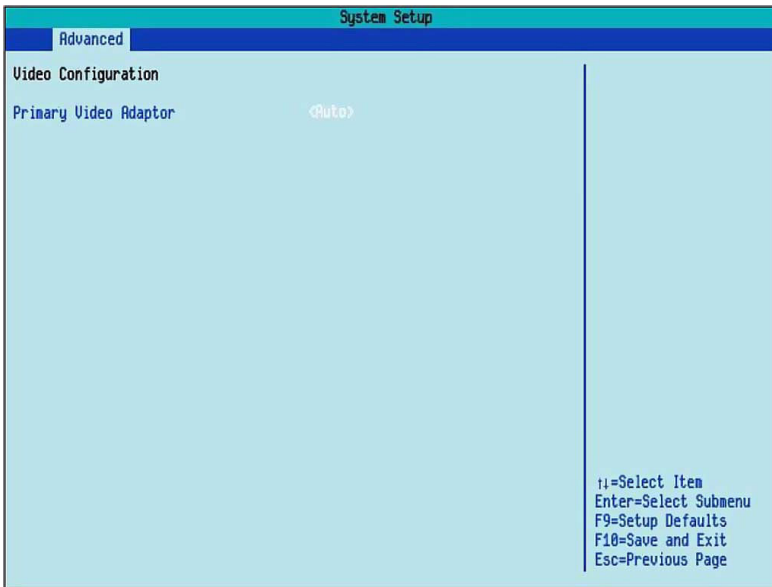 System Setup
Advanced
Video Configuration
Primary Video Adaptor <Auto>
↑↓=Select Item
Enter=Select Submenu
F9=Setup Defaults
F10=Save and Exit
Esc=Previous Page